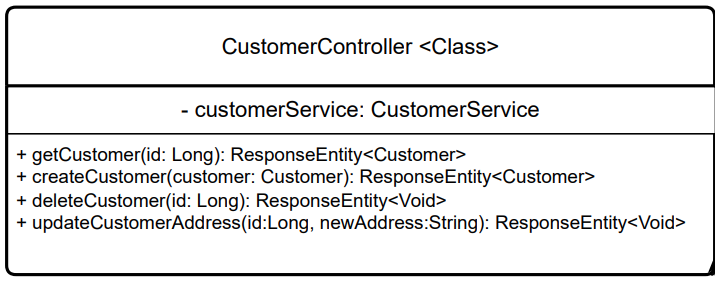 CustomerController <Class>
- customerService: CustomerService
+ getCustomer(id: Long): ResponseEntity<Customer>
+ createCustomer(customer: Customer): ResponseEntity<Customer>
+ deleteCustomer(id: Long): ResponseEntity<Void>
+ updateCustomerAddress(id:Long, newAddress:String): ResponseEntity<Void>